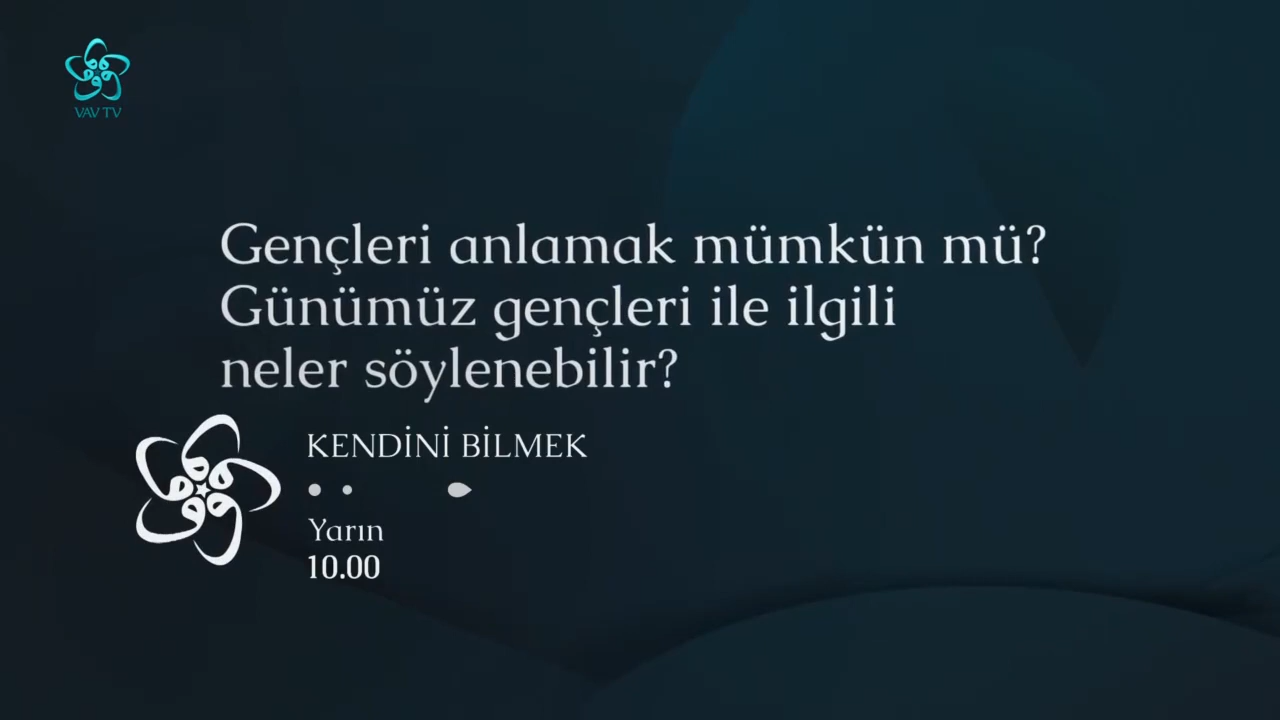 VAV TV
Gençleri anlamak mümkün mü?
Günümüz gençleri ile ilgili
neler söylenebilir?
KENDİNİ BİLMEK
Yarın
10.00